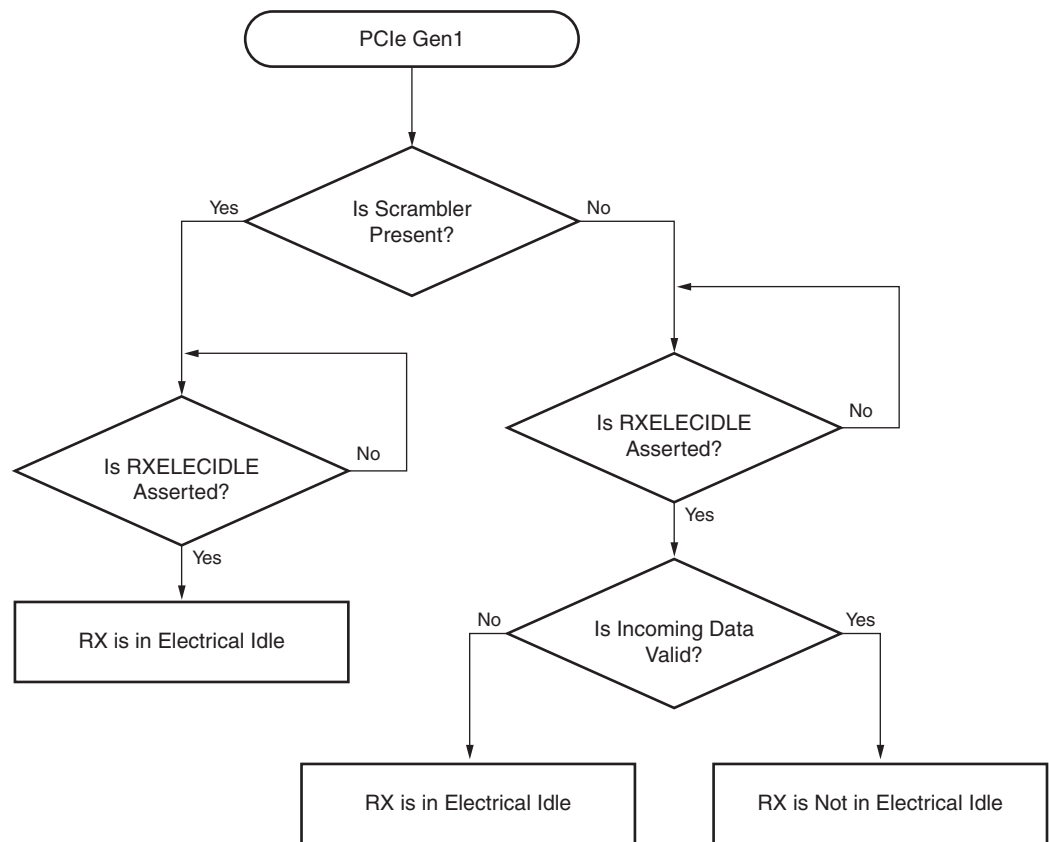 PCIe Gen1
Is Scrambler
Present?
Yes
No
Is RXELECIDLE
Asserted?
No
Yes
RX is in Electrical Idle
Is RXELECIDLE
Asserted?
No
Yes
Is Incoming Data
Valid?
No
Yes
RX is in Electrical Idle
RX is Not in Electrical Idle